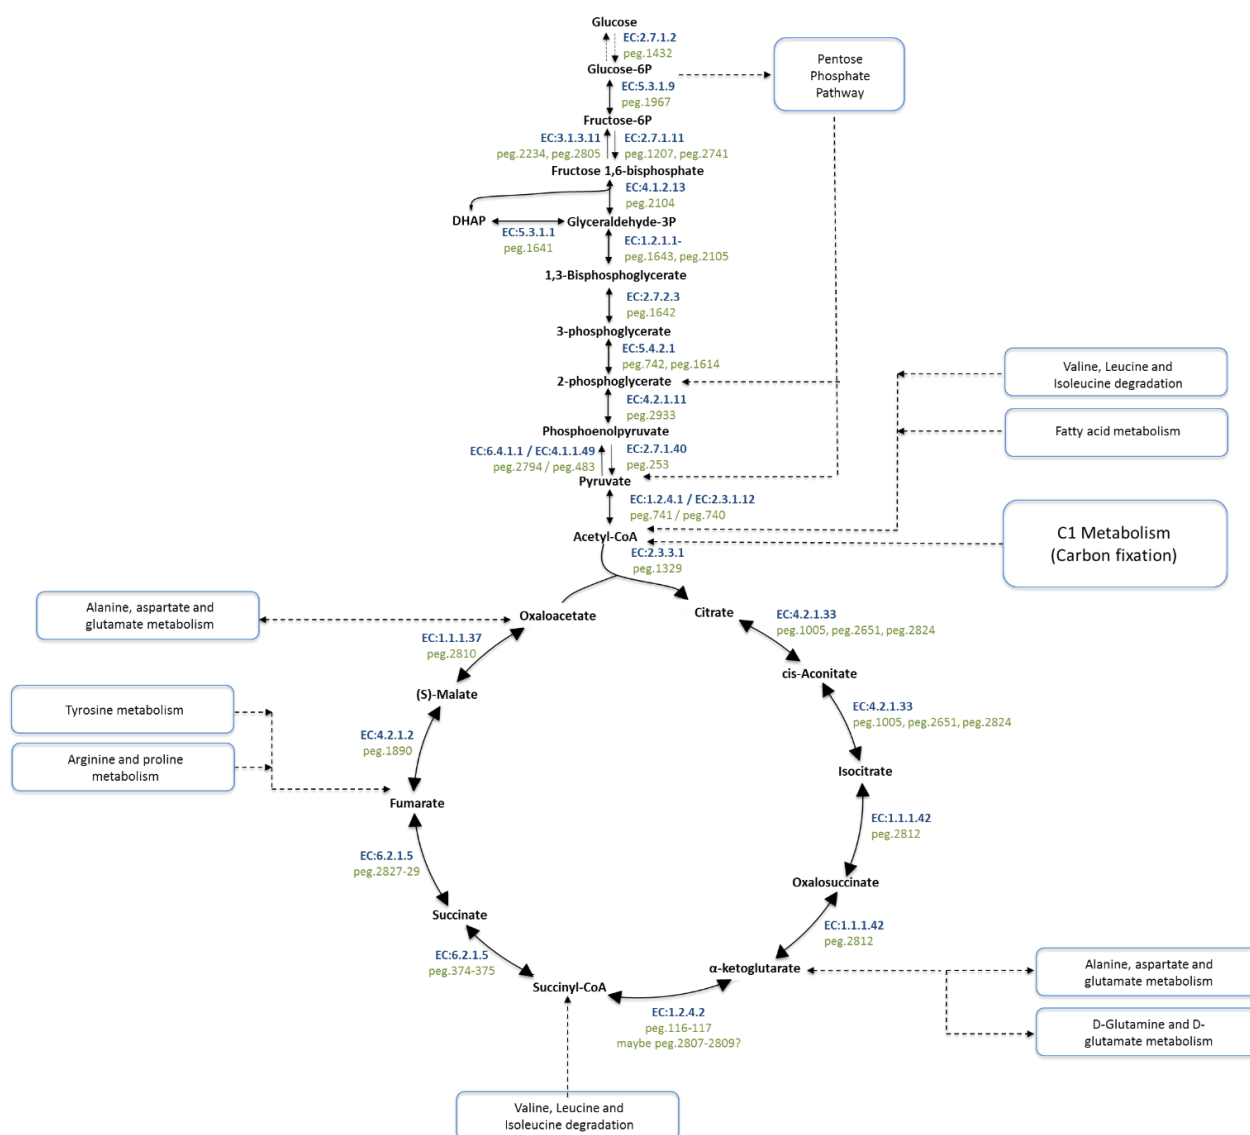 Glucose
EC:2.7.1.2
peg.1432
Glucose-6P
Pentose
Phosphate
Pathway
EC:5.3.1.9
peg.1967
Fructose-6P
EC:3.1.3.11
peg.2234, peg.2805
EC:2.7.1.11
peg.1207, peg.2741
Fructose 1,6-bisphosphate
EC:4.1.2.13
peg.2104
DHAP
Glyceraldehyde-3P
EC:5.3.1.1
peg.1641
EC:1.2.1.1-
peg.1643, peg.2105
1,3-Bisphosphoglycerate
EC:2.7.2.3
peg.1642
3-phosphoglycerate
EC:5.4.2.1
peg.742, peg.1614
2-phosphoglycerate
Valine, Leucine and
Isoleucine degradation
EC:4.2.1.11
peg.2933
Phosphoenolpyruvate
Fatty acid metabolism
EC:6.4.1.1 / EC:4.1.1.49
peg.2794 / peg.483
EC:2.7.1.40
peg.253
Pyruvate
EC:1.2.4.1 / EC:2.3.1.12
peg.741 / peg.740
Acetyl-CoA
C1 Metabolism
(Carbon fixation)
EC:2.3.3.1
peg.1329
Alanine, aspartate and
glutamate metabolism
Oxaloacetate
Citrate
EC:4.2.1.33
peg.1005, peg.2651, peg.2824
EC:1.1.1.37
peg.2810
cis-Aconitate
(S)-Malate
Tyrosine metabolism
EC:4.2.1.33
peg.1005, peg.2651, peg.2824
EC:4.2.1.2
peg.1890
Arginine and proline
metabolism
Isocitrate
Fumarate
EC:1.1.1.42
peg.2812
EC:6.2.1.5
peg.2827-29
Oxalosuccinate
Succinate
EC:1.1.1.42
peg.2812
EC:6.2.1.5
peg.374-375
α-ketoglutarate
Alanine, aspartate and
glutamate metabolism
Succinyl-CoA
EC:1.2.4.2
peg.116-117
maybe peg.2807-2809?
D-Glutamine and D-
glutamate metabolism
Valine, Leucine and
Isoleucine degradation